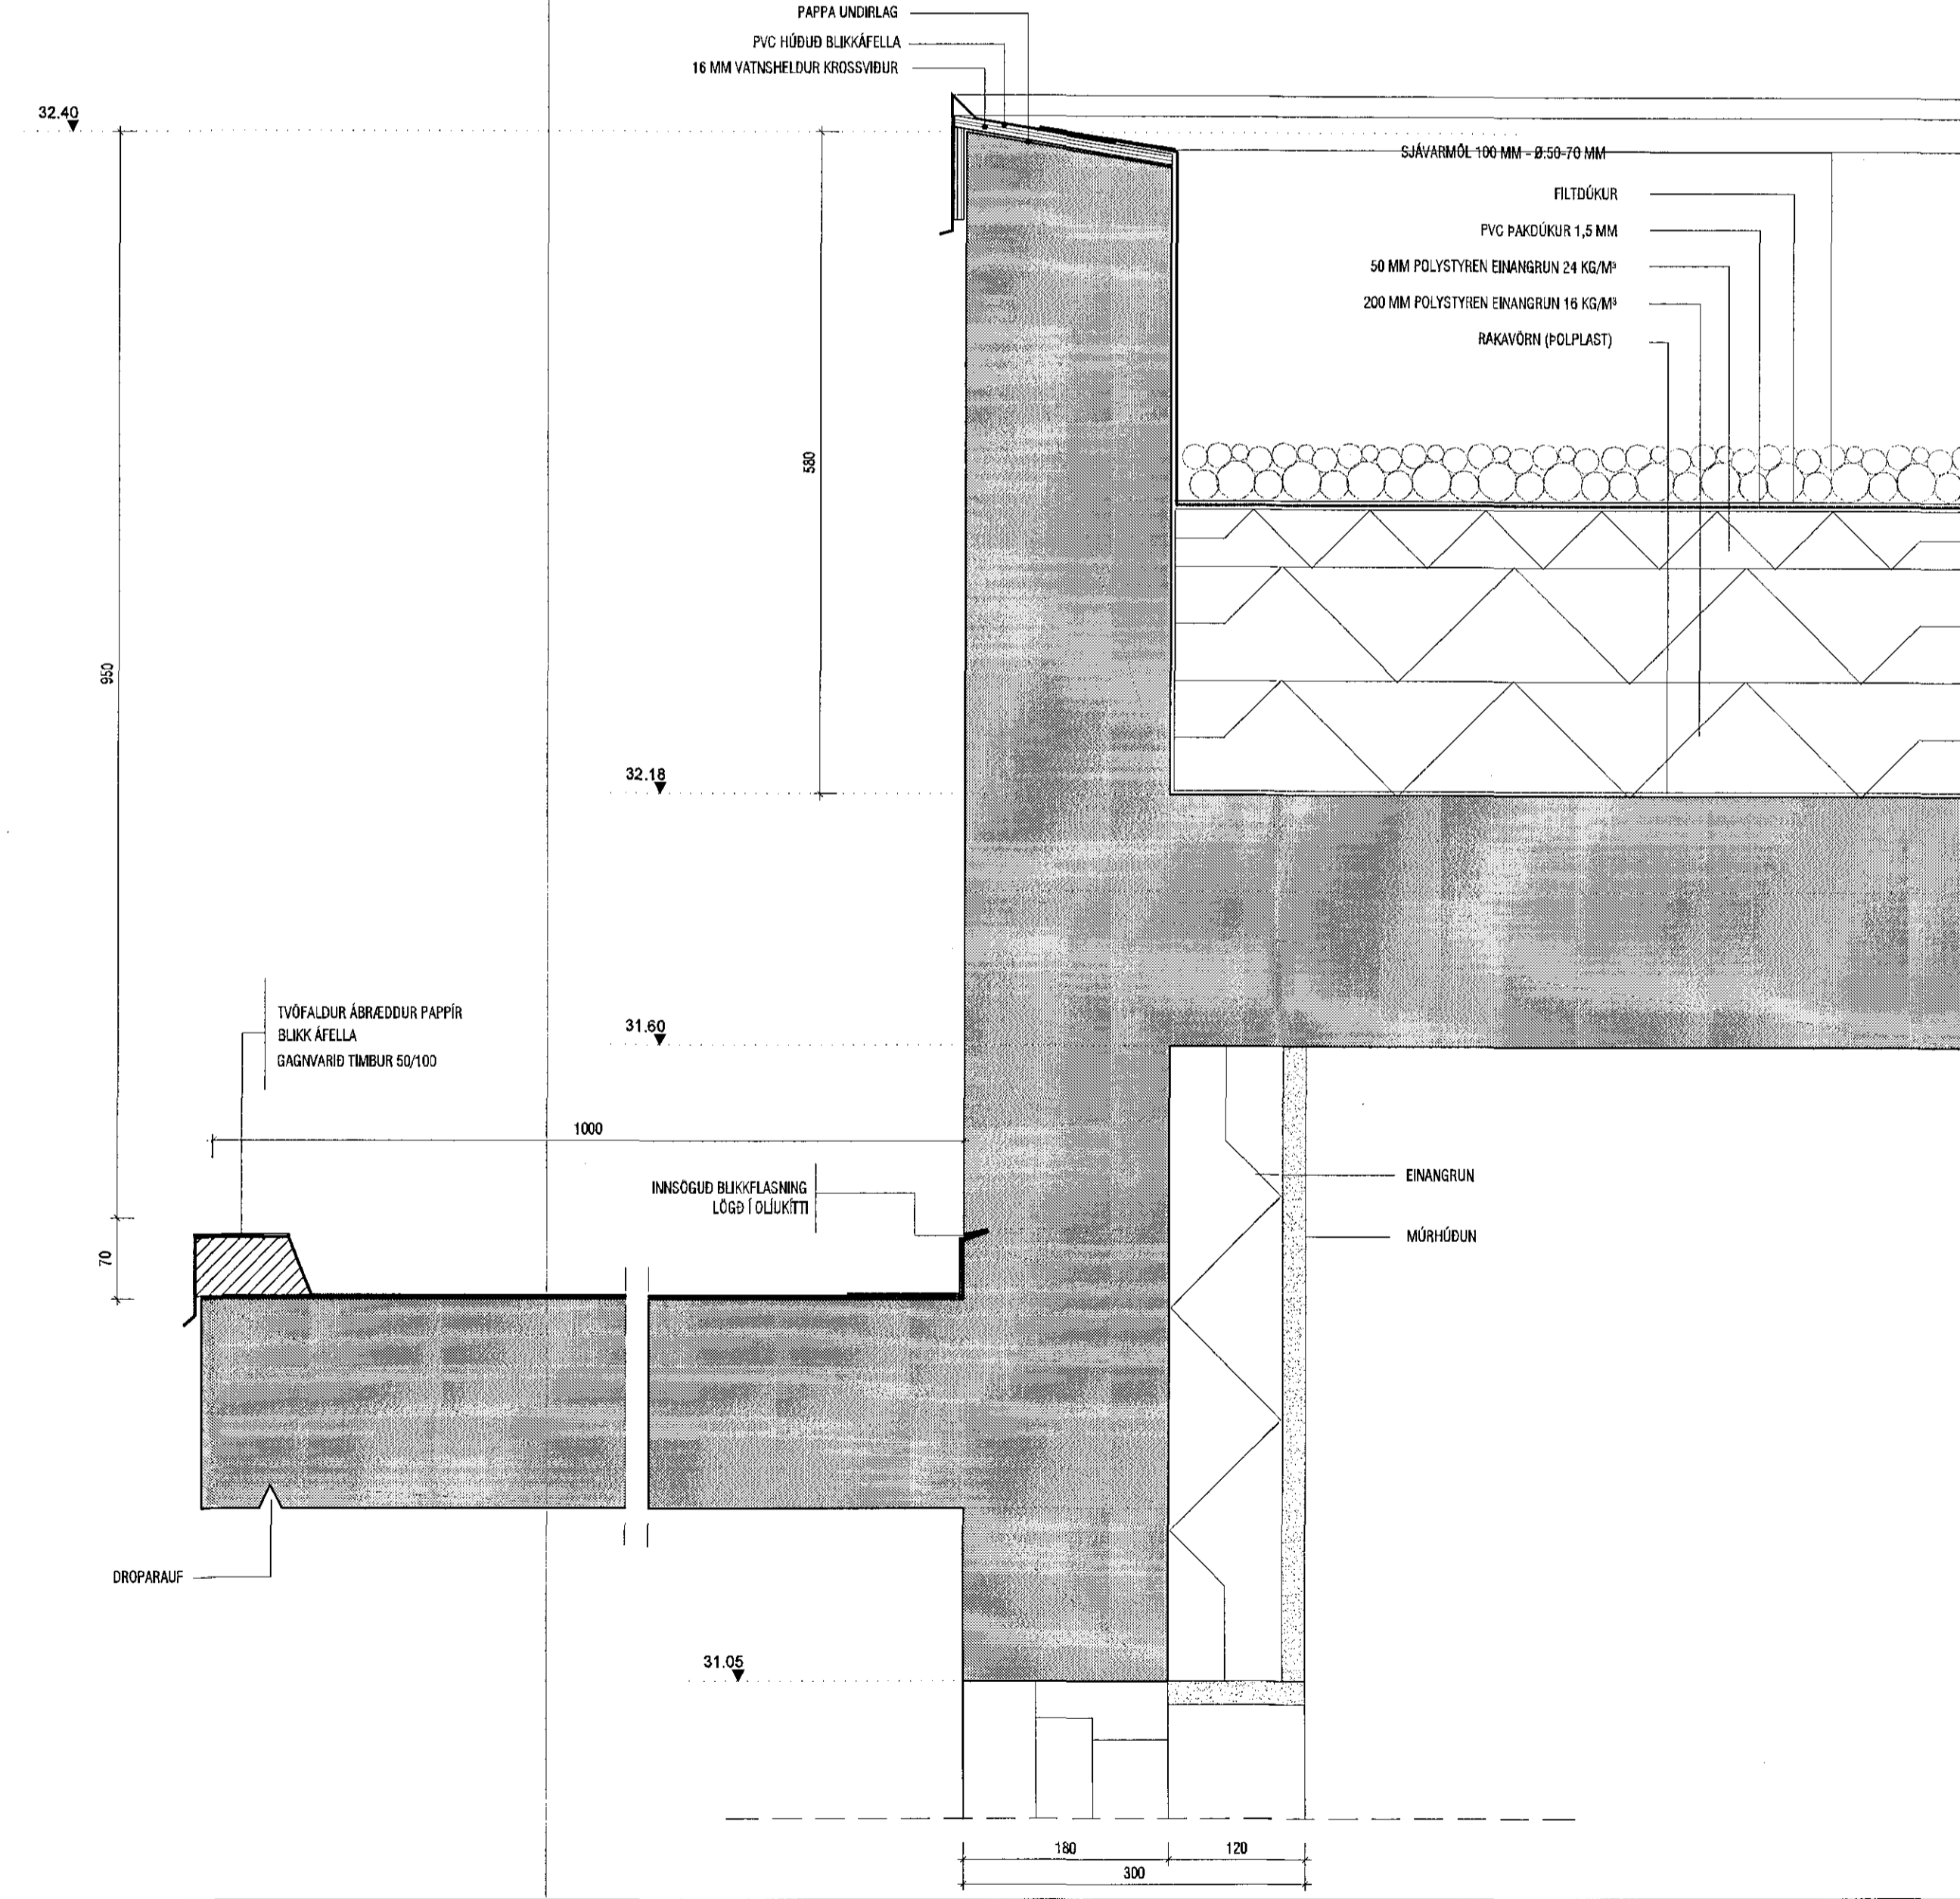 PAPPA UNDIRLAG
PVC HÚÐUÐ BLIKKÁFELLA
16 MM VATNSHELDUR KROSSVIÐUR
32.40
SJÁVARMÖL 100 MM - Ø:50-70 MM
FILTDÚKUR
PVC ÞAKDÚKUR 1,5 MM
50 MM POLYSTYREN EINANGRUN 24 KG/M³
200 MM POLYSTYREN EINANGRUN 16 KG/M³
RAKAVÖRN (ÞOLPLAST)
580
950
32.18
TVÖFALDUR ÁBRÆDDUR PAPPÍR
BLIKK ÁFELLA
GAGNVARIÐ TIMBUR 50/100
31.60
1000
INNSÖGUÐ BLIKKFLASNING
LÖGÐ Í OLÍUKÍTTI
EINANGRUN
MÚRHÚÐUN
70
DROPARAUF
31.05
180
120
300